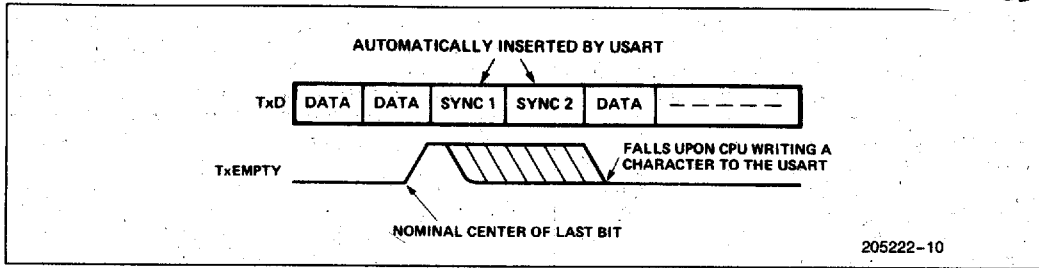 AUTOMATICALLY INSERTED BY USART
TxD DATA DATA SYNC 1 SYNC 2 DATA
TxEMPTY
FALLS UPON CPU WRITING A
CHARACTER TO THE USART
NOMINAL CENTER OF LAST BIT
205222-10